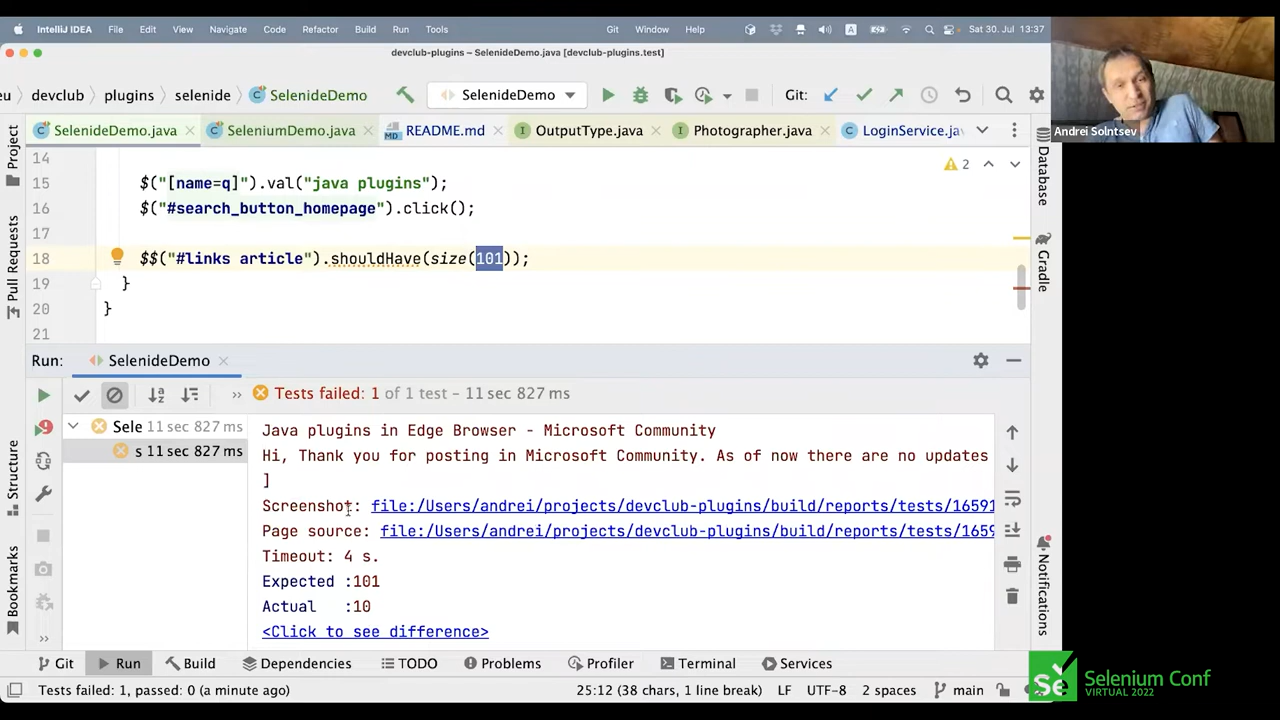 IntelliJ IDEA File Edit View Navigate Code Refactor Build Run Tools Git Window Help A Sat 30. Jul 13:37
devclub-plugins – SelenideDemo.java [devclub-plugins.test]
eu devclub plugins selenide SelenideDemo SelenideDemo Git:
SelenideDemo.java SeleniumDemo.java README.md OutputType.java Photographer.java LoginService.jav
Andrei Solntsev
Project
Pull Requests
Structure
Bookmarks
Database
Gradle
Notifications
14
15 $("[name=q]").val("java plugins");
16 $("#search_button_homepage").click();
17
18 $$("#links article").shouldHave(size(101));
19 }
20 }
21
2
Run: SelenideDemo
Tests failed: 1 of 1 test – 11 sec 827 ms
Sele 11 sec 827 ms
s 11 sec 827 ms
Java plugins in Edge Browser - Microsoft Community
Hi, Thank you for posting in Microsoft Community. As of now there are no updates
]
Screenshot: file:/Users/andrei/projects/devclub-plugins/build/reports/tests/16591
Page source: file:/Users/andrei/projects/devclub-plugins/build/reports/tests/1659
Timeout: 4 s.
Expected :101
Actual :10
<Click to see difference>
Git Run Build Dependencies TODO Problems Profiler Terminal Services
Tests failed: 1, passed: 0 (a minute ago) 25:12 (38 chars, 1 line break) LF UTF-8 2 spaces main
Se Selenium Conf
VIRTUAL 2022